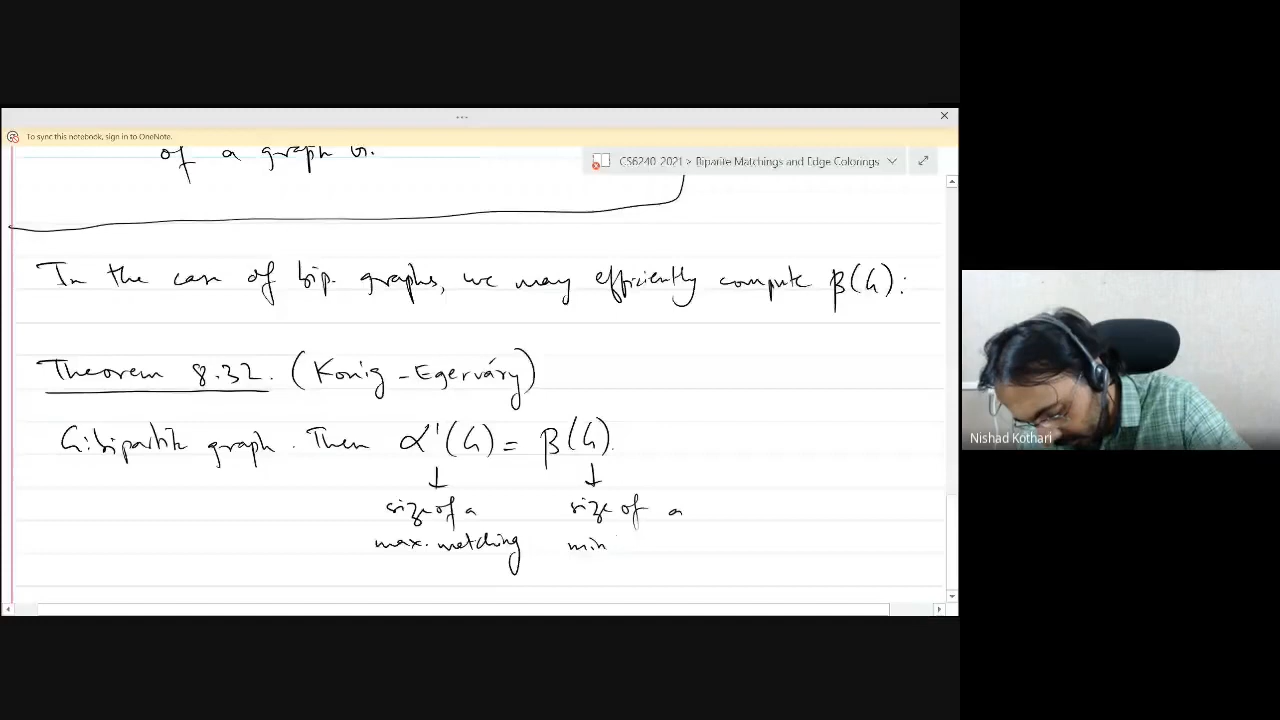 To sync this notebook, sign in to OneNote.
of a graph G.
CS6240-2021 > Bipartite Matchings and Edge Colorings
In the case of bip. graphs, we may efficiently compute β(G):
Theorem 8.32. (Konig-Egerváry)
G: bipartite graph. Then α'(G) = β(G).
↓ ↓
size of a size of a
max. matching min
Nishad Kothari